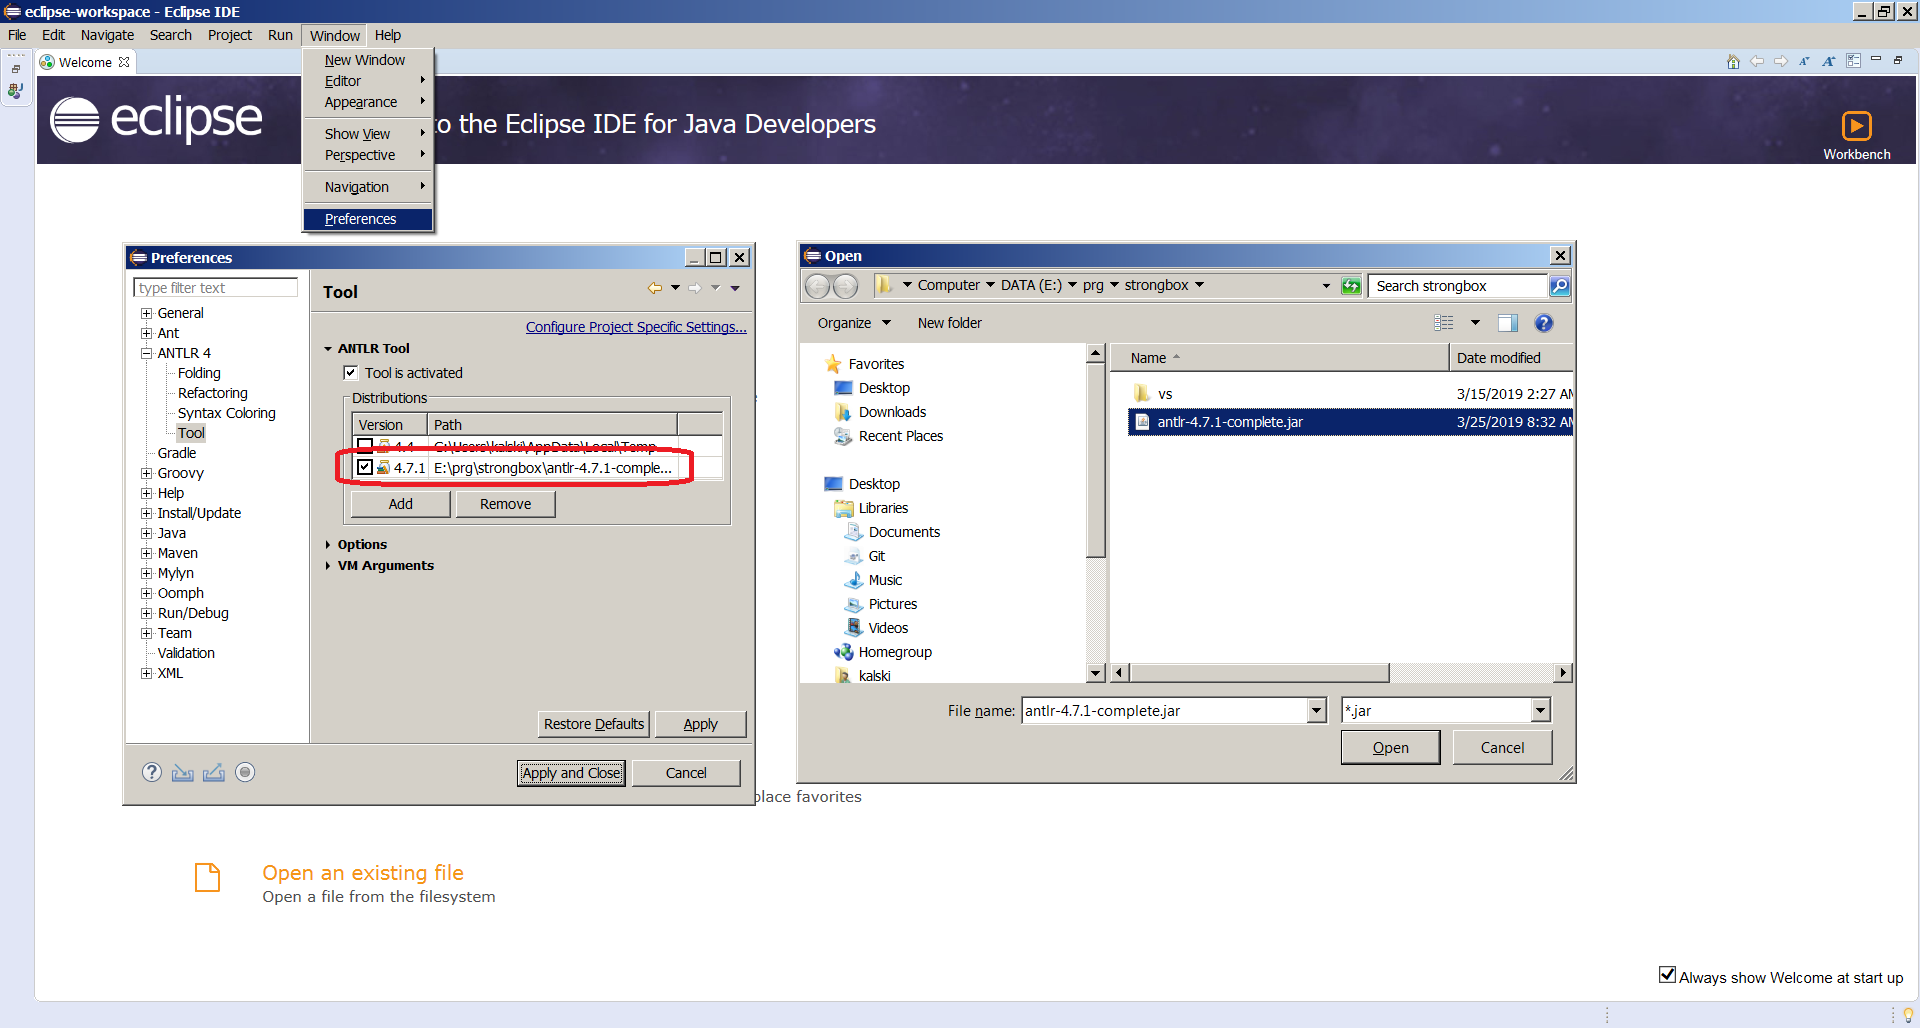 eclipse-workspace - Eclipse IDE
File Edit Navigate Search Project Run Window Help
Welcome
New Window
Editor
Appearance
Show View
Perspective
Navigation
Preferences
eclipse
to the Eclipse IDE for Java Developers
Workbench
Preferences
type filter text
General
Ant
ANTLR 4
Folding
Refactoring
Syntax Coloring
Tool
Gradle
Groovy
Help
Install/Update
Java
Maven
Mylyn
Oomph
Run/Debug
Team
Validation
XML
Tool
Configure Project Specific Settings...
ANTLR Tool
Tool is activated
Distributions
Version Path
4.4 C:\Users\kalski\AppData\Local\Temp
4.7.1 E:\prg\strongbox\antlr-4.7.1-comple...
Add Remove
Options
VM Arguments
Restore Defaults Apply
Apply and Close Cancel
Open
Computer DATA (E:) prg strongbox
Search strongbox
Organize New folder
Favorites
Desktop
Downloads
Recent Places
Desktop
Libraries
Documents
Git
Music
Pictures
Videos
Homegroup
kalski
Name Date modified
vs 3/15/2019 2:27 AM
antlr-4.7.1-complete.jar 3/25/2019 8:32 AM
File name: antlr-4.7.1-complete.jar *.jar
Open Cancel
place favorites
Open an existing file
Open a file from the filesystem
Always show Welcome at start up